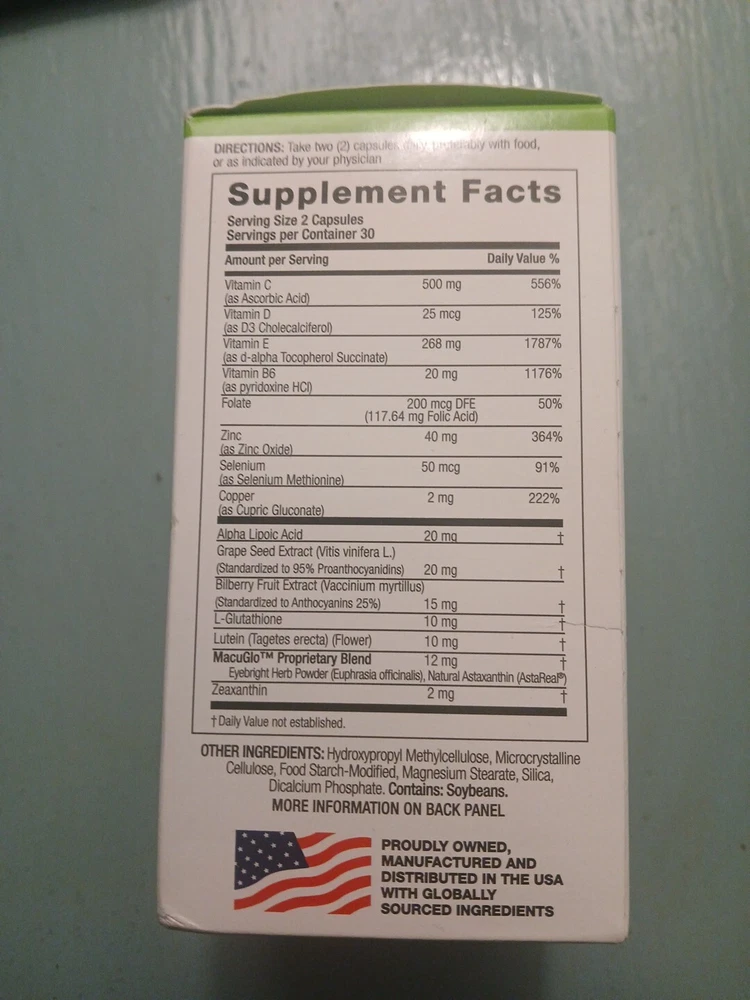 DIRECTIONS: Take two (2) capsules daily, preferably with food,
or as indicated by your physician
Supplement Facts
Serving Size 2 Capsules
Servings per Container 30
Amount per Serving Daily Value %
Vitamin C 500 mg 556%
(as Ascorbic Acid)
Vitamin D 25 mcg 125%
(as D3 Cholecalciferol)
Vitamin E 268 mg 1787%
(as d-alpha Tocopherol Succinate)
Vitamin B6 20 mg 1176%
(as pyridoxine HCl)
Folate 200 mcg DFE 50%
(117.64 mg Folic Acid)
Zinc 40 mg 364%
(as Zinc Oxide)
Selenium 50 mcg 91%
(as Selenium Methionine)
Copper 2 mg 222%
(as Cupric Gluconate)
Alpha Lipoic Acid 20 mg †
Grape Seed Extract (Vitis vinifera L.)
(Standardized to 95% Proanthocyanidins) 20 mg †
Bilberry Fruit Extract (Vaccinium myrtillus)
(Standardized to Anthocyanins 25%) 15 mg †
L-Glutathione 10 mg †
Lutein (Tagetes erecta) (Flower) 10 mg †
MacuGlo™ Proprietary Blend 12 mg †
Eyebright Herb Powder (Euphrasia officinalis), Natural Astaxanthin (AstaReal®)
Zeaxanthin 2 mg †
† Daily Value not established.
OTHER INGREDIENTS: Hydroxypropyl Methylcellulose, Microcrystalline
Cellulose, Food Starch-Modified, Magnesium Stearate, Silica,
Dicalcium Phosphate. Contains: Soybeans.
MORE INFORMATION ON BACK PANEL
PROUDLY OWNED,
MANUFACTURED AND
DISTRIBUTED IN THE USA
WITH GLOBALLY
SOURCED INGREDIENTS